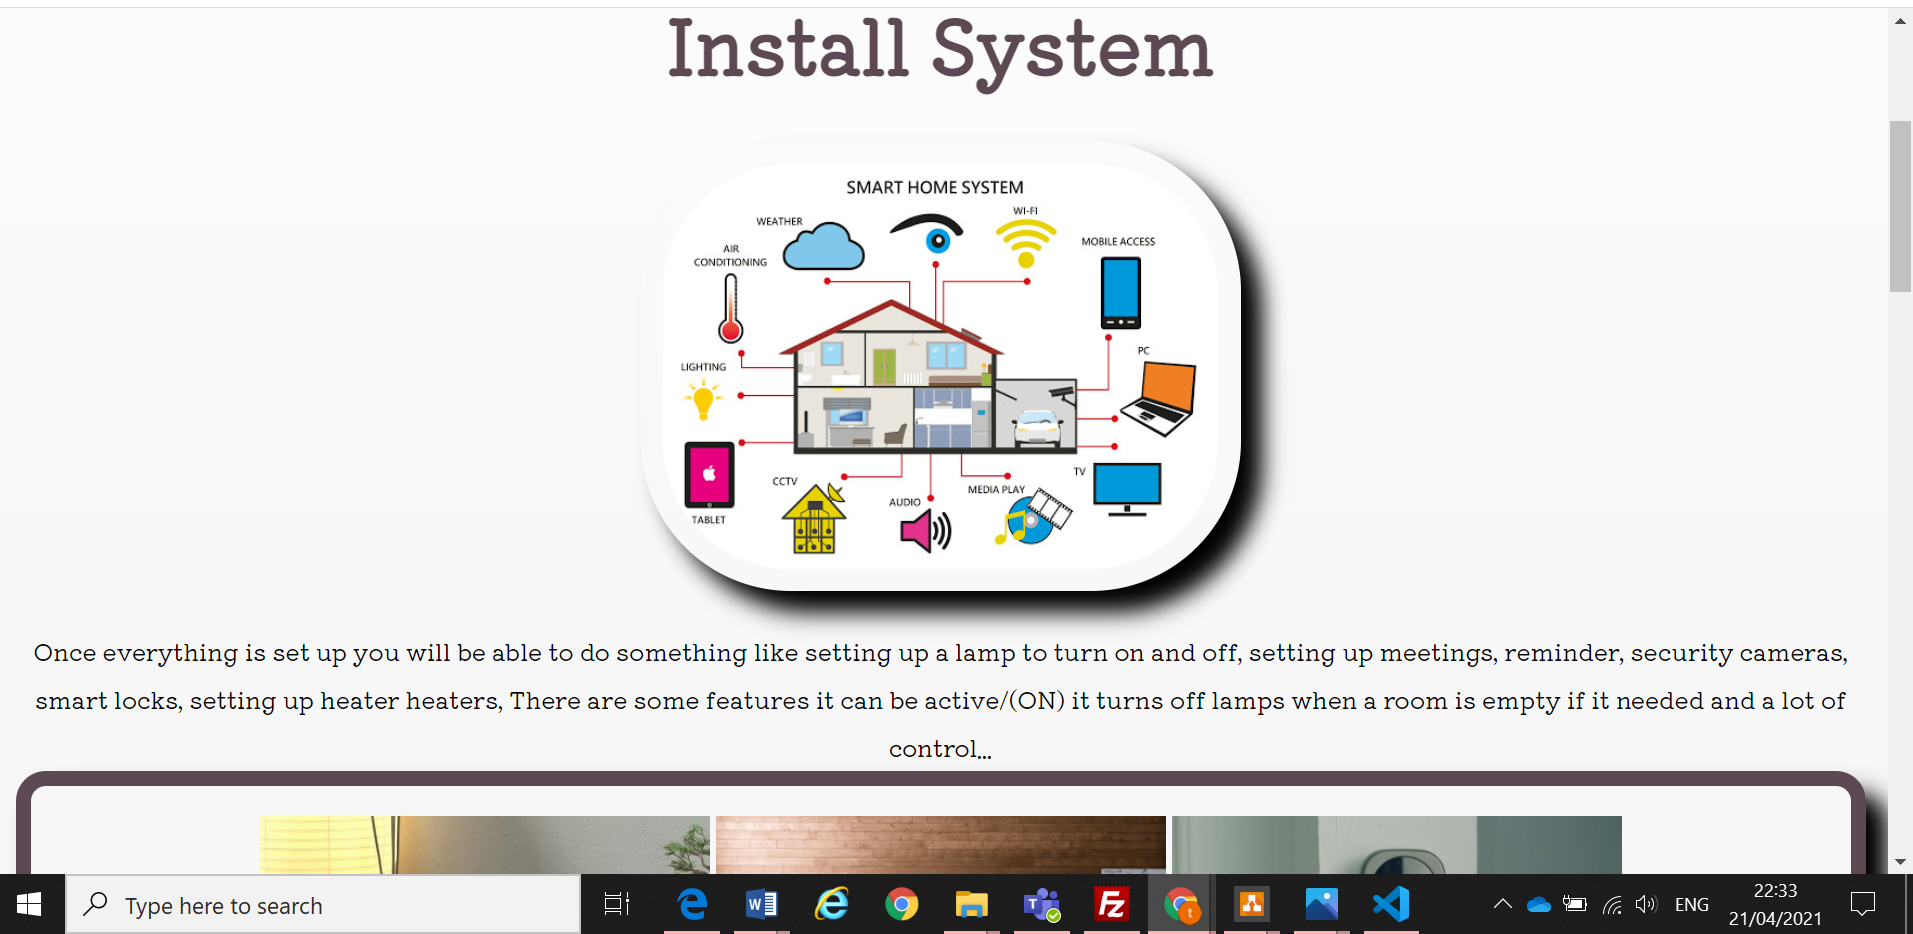 Install System
SMART HOME SYSTEM
WEATHER
WI-FI
AIR
CONDITIONING
MOBILE ACCESS
LIGHTING
PC
TABLET
CCTV
AUDIO
MEDIA PLAY
TV
Once everything is set up you will be able to do something like setting up a lamp to turn on and off, setting up meetings, reminder, security cameras,
smart locks, setting up heater heaters, There are some features it can be active/(ON) it turns off lamps when a room is empty if it needed and a lot of
control...
Type here to search
ENG
22:33
21/04/2021